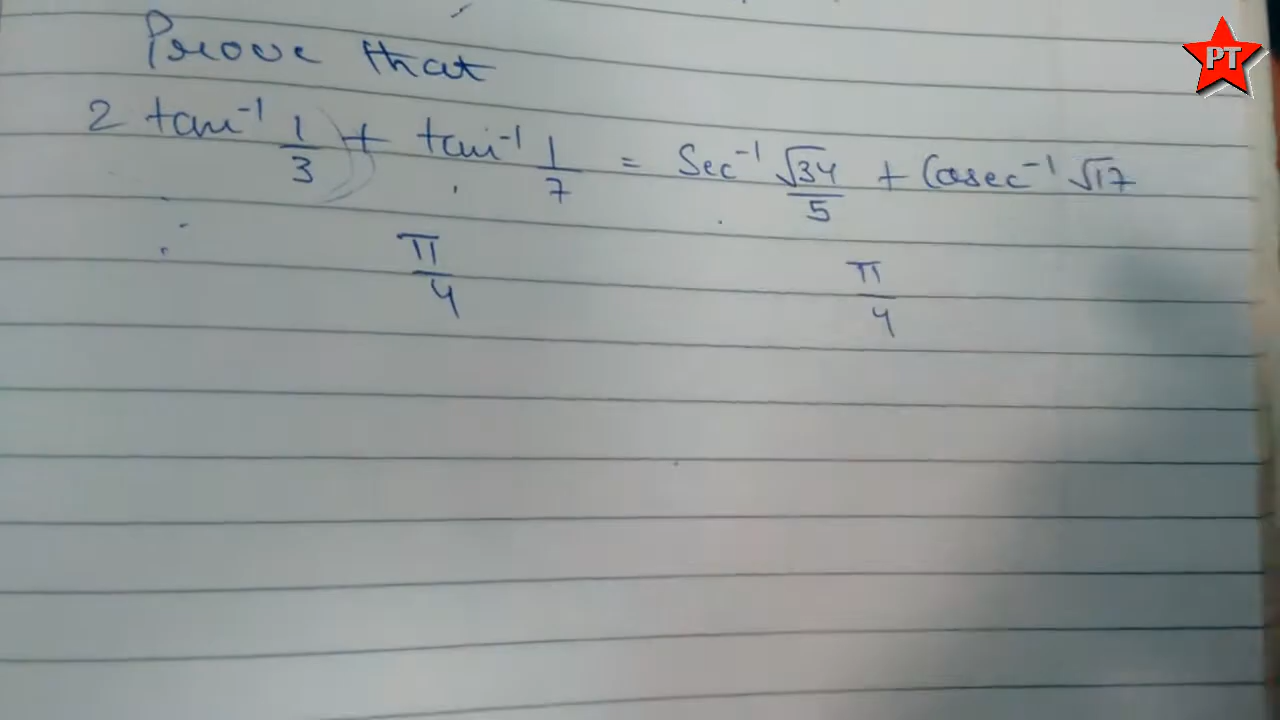 PT
Prove that
2 tan⁻¹ 1/3 + tan⁻¹ 1/7 = Sec⁻¹ √34/5 + Cosec⁻¹ √17
∴ π/4 π/4